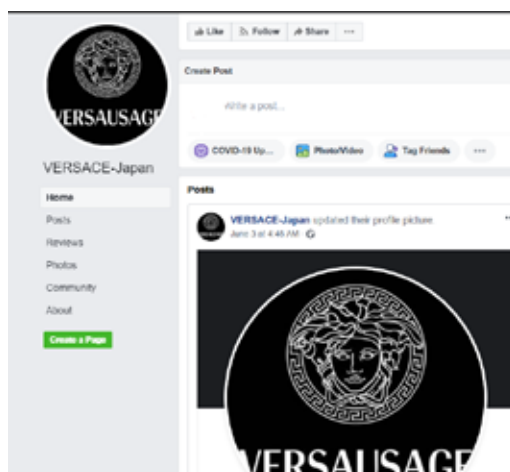 Like Follow Share ...
Create Post
VERSAUSAGE
Write a post...
COVID-19 Up... Photo/Video Tag Friends ...
VERSACE-Japan
Home
Posts
Reviews
Photos
Community
About
Create a Page
Posts
VERSACE-Japan updated their profile picture
June 3 at 4:46 AM
VERSAUSAGE